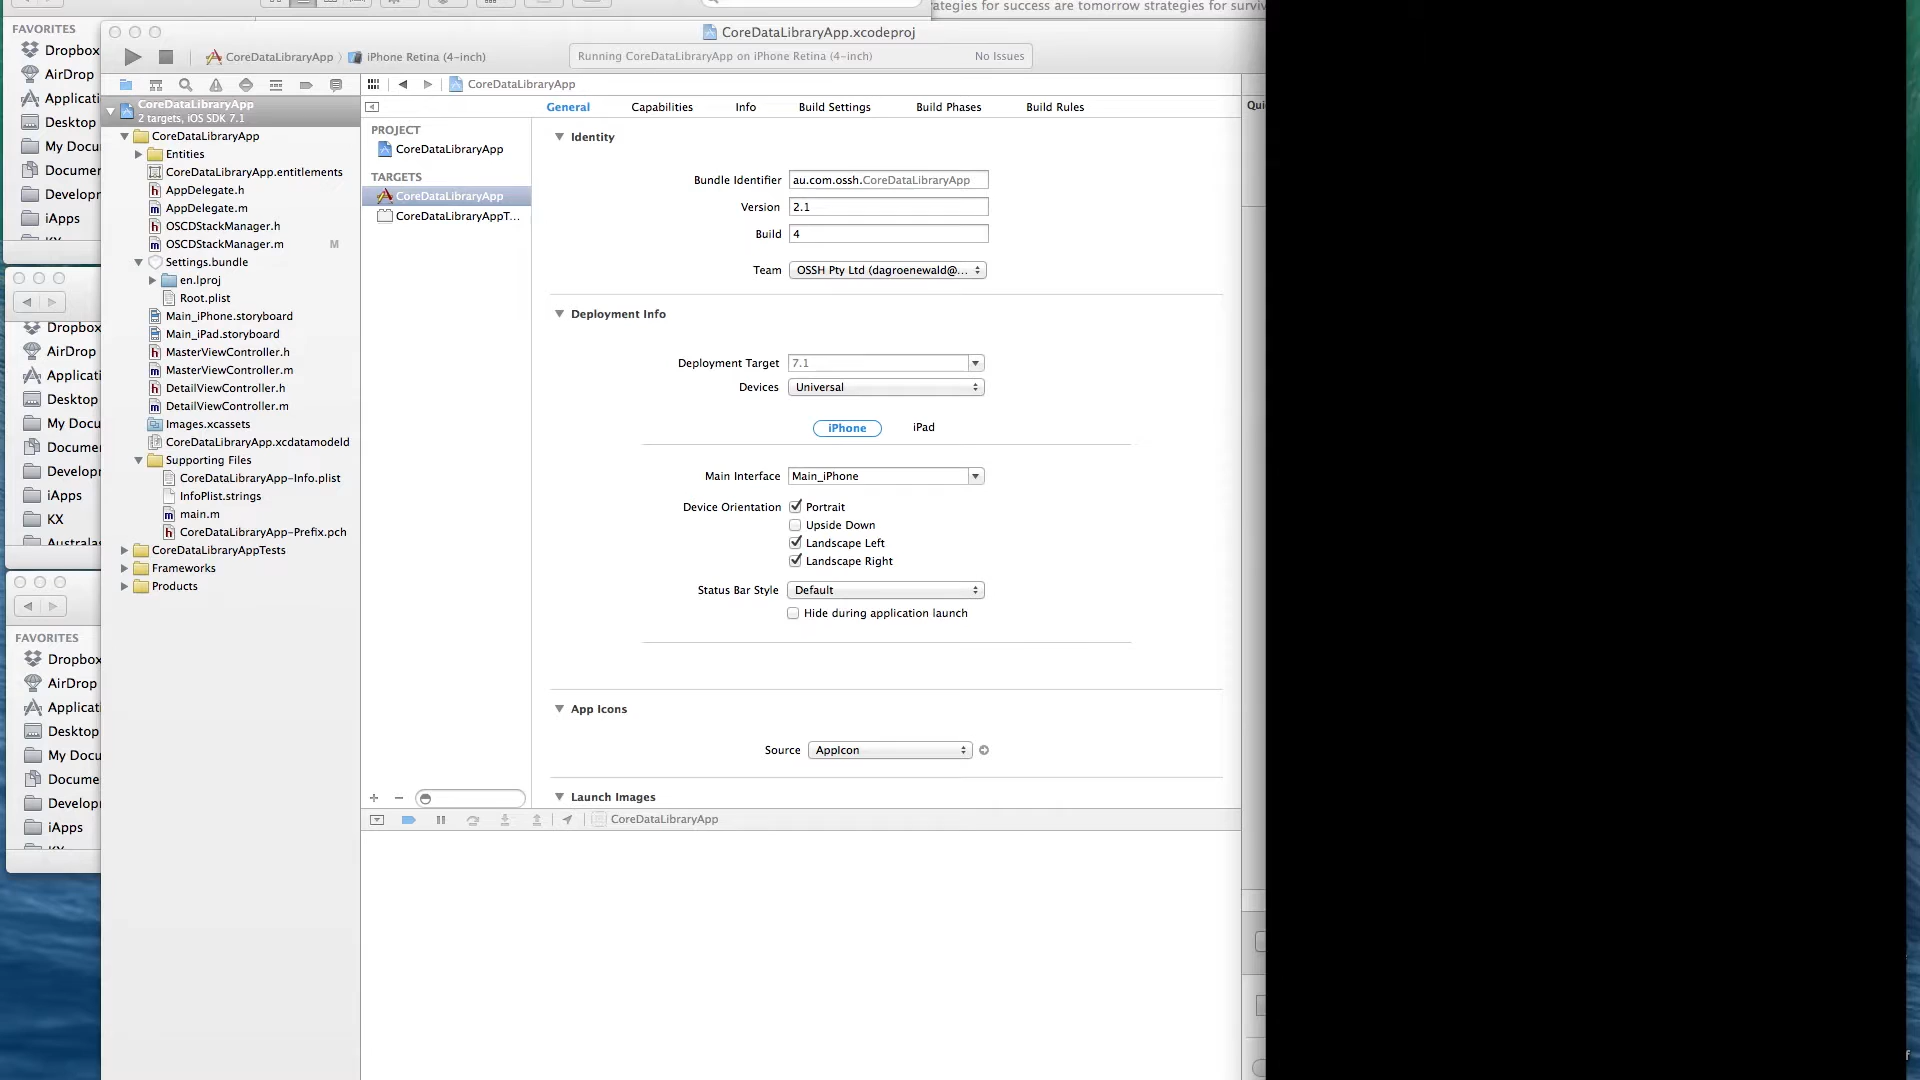 ategies for success are tomorrow strategies for surviv
CoreDataLibraryApp.xcodeproj
CoreDataLibraryApp
iPhone Retina (4-inch)
Running CoreDataLibraryApp on iPhone Retina (4-inch)
No Issues
CoreDataLibraryApp
FAVORITES
Dropbox
AirDrop
Applicati
Desktop
My Docu
Documen
Develop
iApps
Dropbox
AirDrop
Applicati
Desktop
My Docu
Docume
Develop
iApps
KX
Australas
FAVORITES
Dropbox
AirDrop
Applicati
Desktop
My Docu
Docume
Develop
iApps
CoreDataLibraryApp
2 targets, iOS SDK 7.1
CoreDataLibraryApp
Entities
CoreDataLibraryApp.entitlements
AppDelegate.h
AppDelegate.m
OSCDStackManager.h
OSCDStackManager.m M
Settings.bundle
en.lproj
Root.plist
Main_iPhone.storyboard
Main_iPad.storyboard
MasterViewController.h
MasterViewController.m
DetailViewController.h
DetailViewController.m
Images.xcassets
CoreDataLibraryApp.xcdatamodeld
Supporting Files
CoreDataLibraryApp-Info.plist
InfoPlist.strings
main.m
CoreDataLibraryApp-Prefix.pch
CoreDataLibraryAppTests
Frameworks
Products
General Capabilities Info Build Settings Build Phases Build Rules
PROJECT
CoreDataLibraryApp
TARGETS
CoreDataLibraryApp
CoreDataLibraryAppT...
Identity
Bundle Identifier au.com.ossh.CoreDataLibraryApp
Version 2.1
Build 4
Team OSSH Pty Ltd (dagroenewald@...
Deployment Info
Deployment Target 7.1
Devices Universal
iPhone iPad
Main Interface Main_iPhone
Device Orientation Portrait
Upside Down
Landscape Left
Landscape Right
Status Bar Style Default
Hide during application launch
App Icons
Source AppIcon
Launch Images
CoreDataLibraryApp
Qui
f